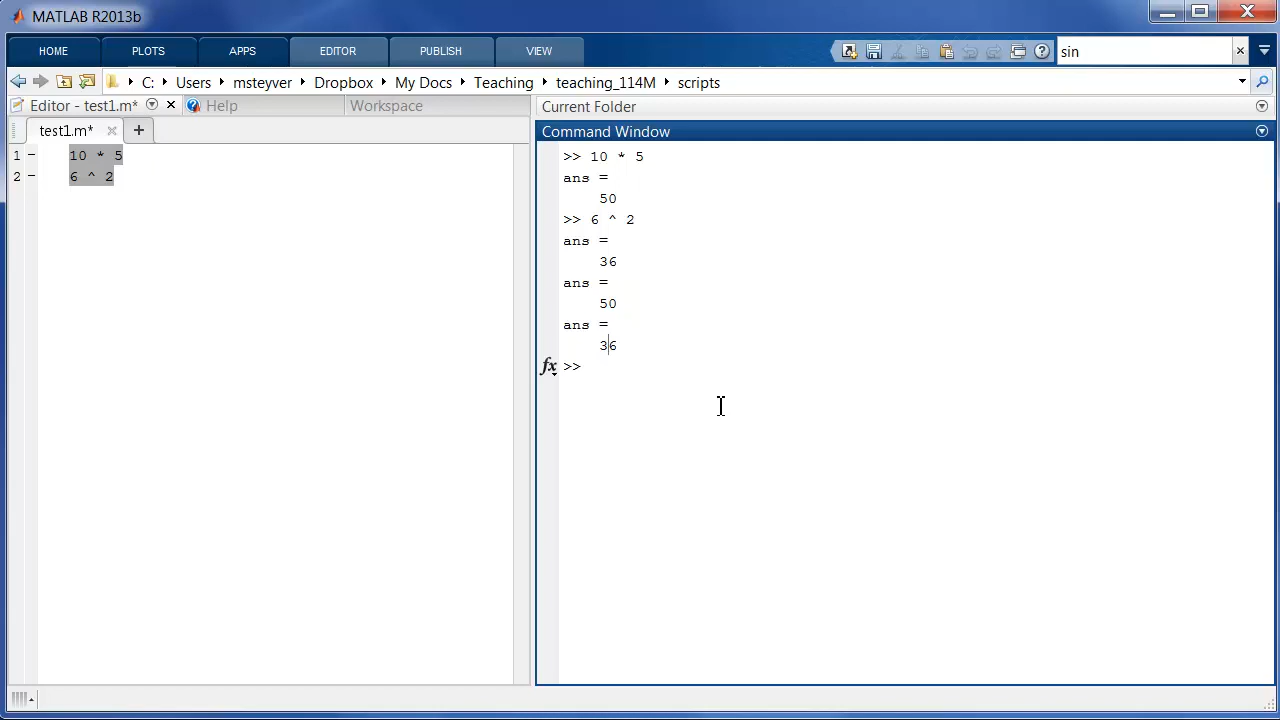 MATLAB R2013b
HOME PLOTS APPS EDITOR PUBLISH VIEW sin
C: Users msteyver Dropbox My Docs Teaching teaching_114M scripts
Editor - test1.m* Help Workspace
test1.m*
1 10 * 5
2 6 ^ 2
Current Folder
Command Window
>> 10 * 5
ans =
50
>> 6 ^ 2
ans =
36
ans =
50
ans =
36
fx >>